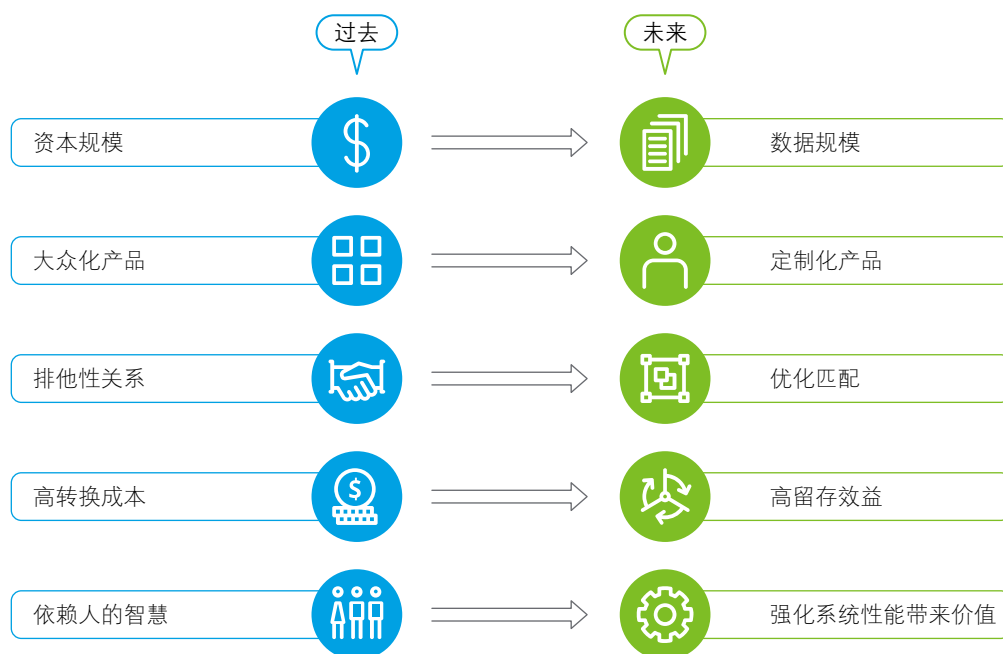 过去
未来
资本规模
数据规模
大众化产品
定制化产品
排他性关系
优化匹配
高转换成本
高留存效益
依赖人的智慧
强化系统性能带来价值